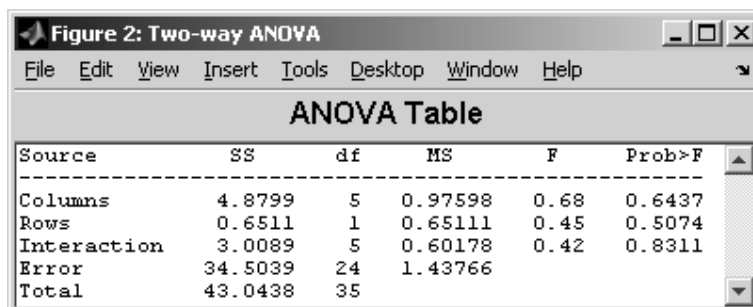 Figure 2: Two-way ANOVA
File Edit View Insert Tools Desktop Window Help
ANOVA Table
Source SS df MS F Prob>F
Columns 4.8799 5 0.97598 0.68 0.6437
Rows 0.6511 1 0.65111 0.45 0.5074
Interaction 3.0089 5 0.60178 0.42 0.8311
Error 34.5039 24 1.43766
Total 43.0438 35